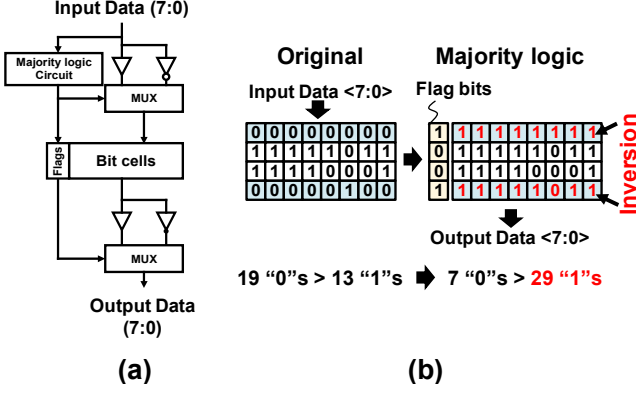 Input Data (7:0)
Majority logic
Circuit
MUX
Flags
Bit cells
MUX
Output Data
(7:0)
(a)
Original
Majority logic
Input Data <7:0>
Flag bits
0 0 0 0 0 0 0 0
1 1 1 1 1 0 1 1
1 1 1 1 0 0 0 1
0 0 0 0 0 1 0 0
1 1 1 1 1 1 1 1 1
0 1 1 1 1 1 0 1 1
0 1 1 1 1 0 0 0 1
1 1 1 1 1 1 0 1 1
Inversion
Output Data <7:0>
19 “0”s > 13 “1”s
7 “0”s > 29 “1”s
(b)